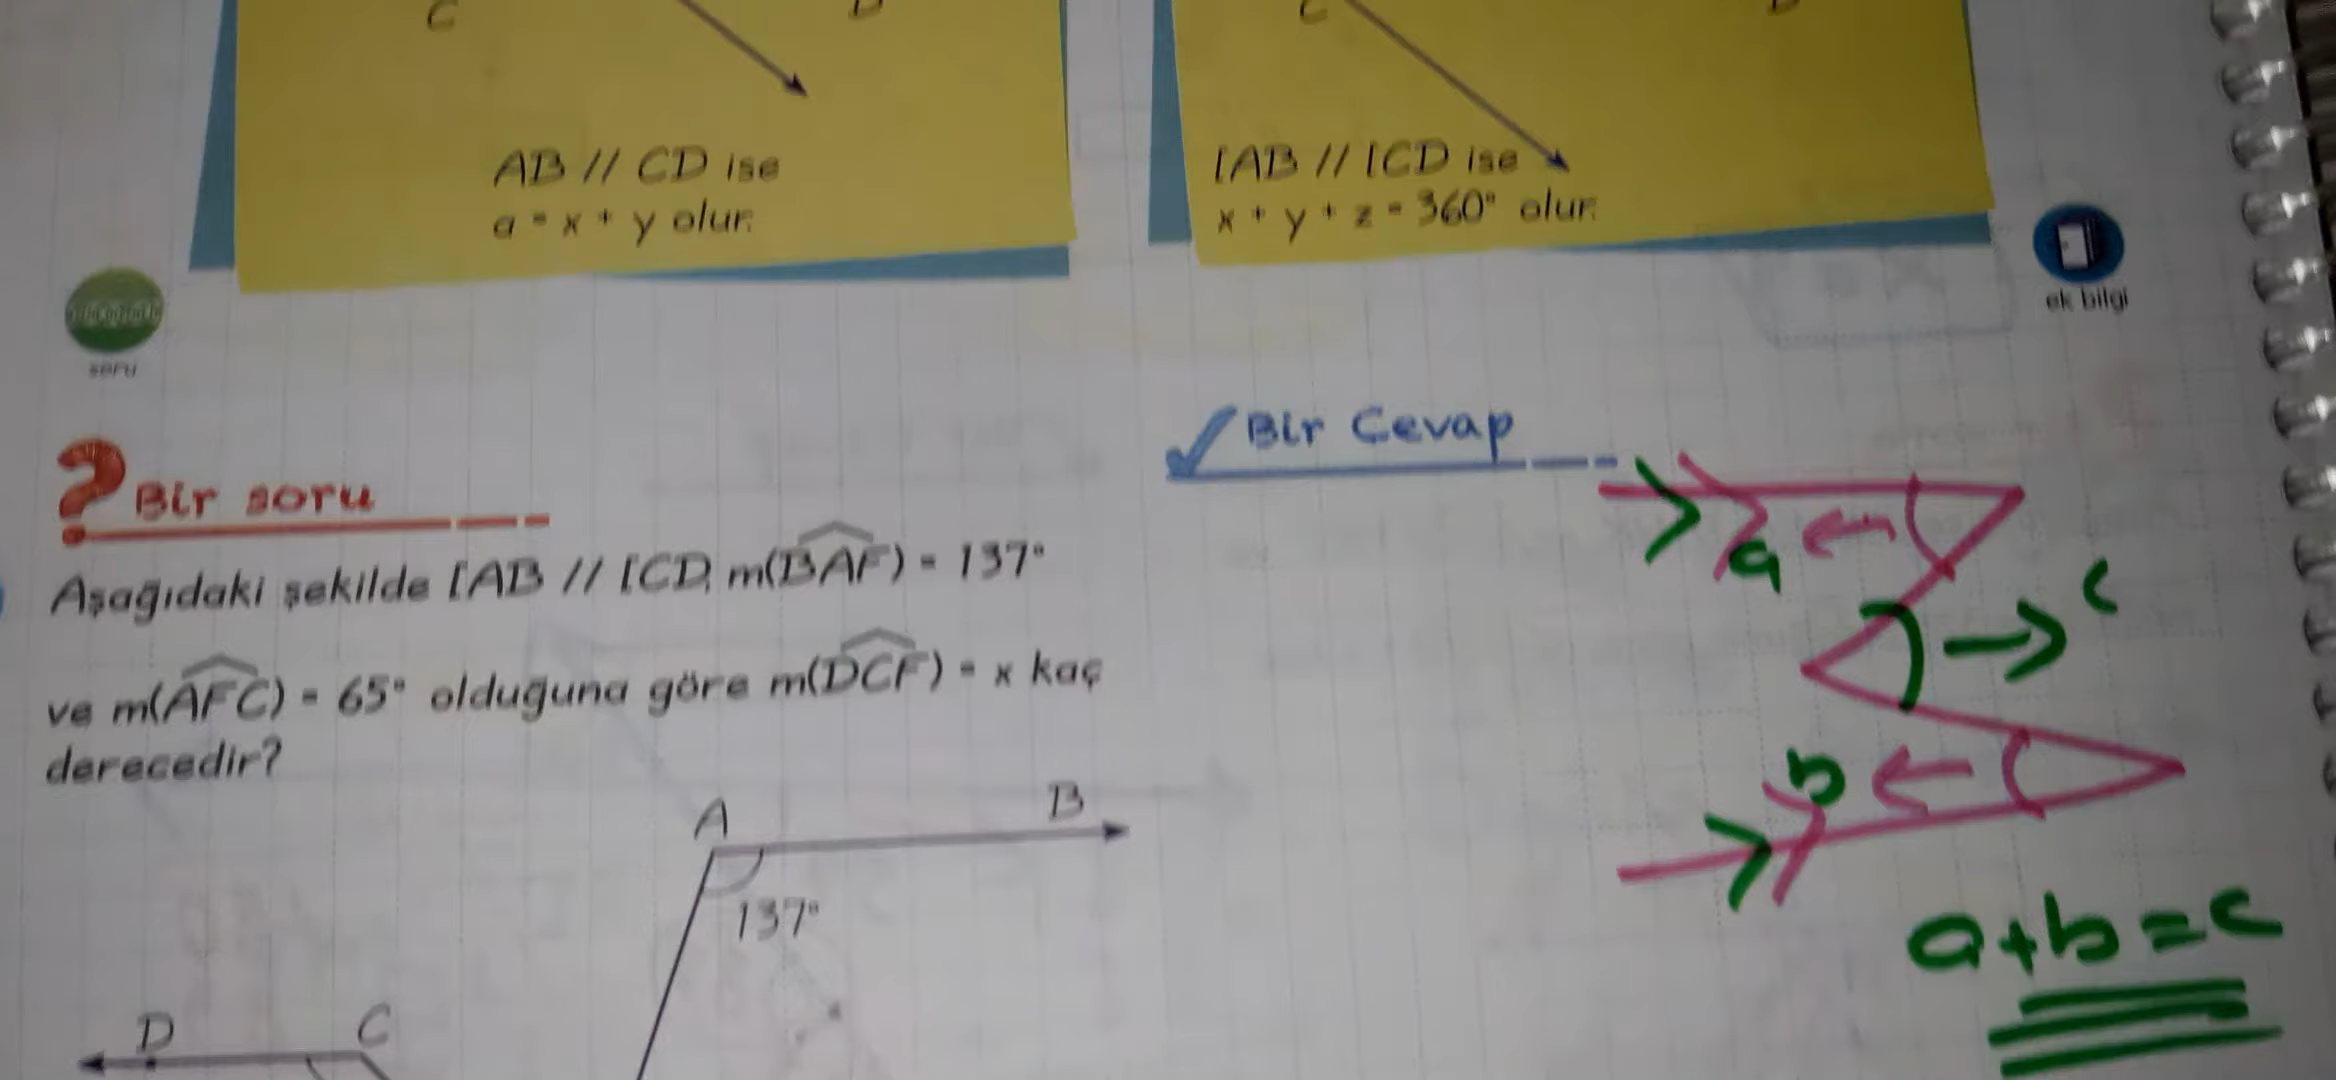 C
D
C
D
AB // CD ise
a = x + y olur.
[AB // [CD ise
x + y + z = 360° olur.
soru
ek bilgi
Bir Cevap
? Bir soru
Aşağıdaki şekilde [AB // [CD, m(BAF) = 137°
ve m(AFC) = 65° olduğuna göre m(DCF) = x kaç
derecedir?
a
c
b
a+b=c
A
B
137°
D
C